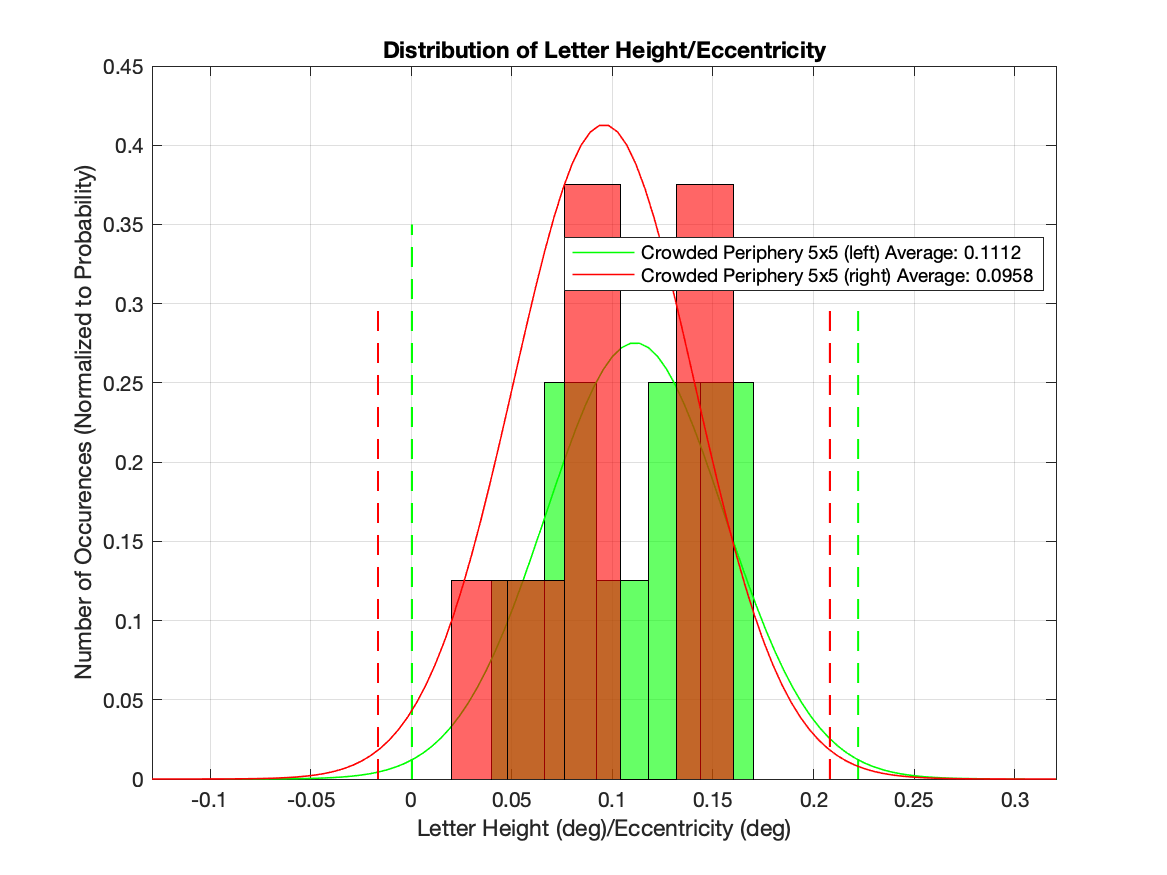 Distribution of Letter Height/Eccentricity
Number of Occurences (Normalized to Probability)
0.45
0.4
0.35
0.3
0.25
0.2
0.15
0.1
0.05
0
Crowded Periphery 5x5 (left) Average: 0.1112
Crowded Periphery 5x5 (right) Average: 0.0958
-0.1 -0.05 0 0.05 0.1 0.15 0.2 0.25 0.3
Letter Height (deg)/Eccentricity (deg)